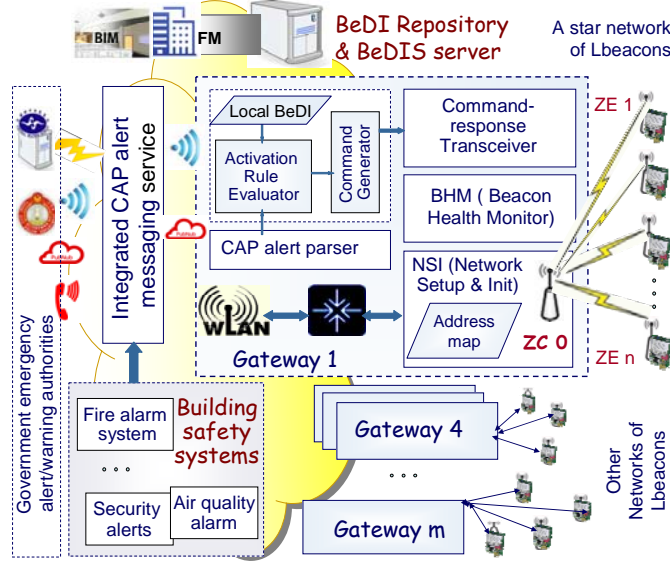 BIM
FM
BeDI Repository
& BeDIS server
A star network
of Lbeacons
Government emergency
alert/warning authorities
Integrated CAP alert
messaging service
Local BeDI
Activation
Rule
Evaluator
Command
Generator
CAP alert parser
Command-
response
Transceiver
BHM ( Beacon
Health Monitor)
NSI (Network
Setup & Init)
Address
map
WLAN
Gateway 1
ZC 0
ZE 1
ZE n
Building
safety
systems
Fire alarm
system
. . .
Security
alerts
Air quality
alarm
Gateway 4
. . .
Gateway m
Other
Networks of
Lbeacons